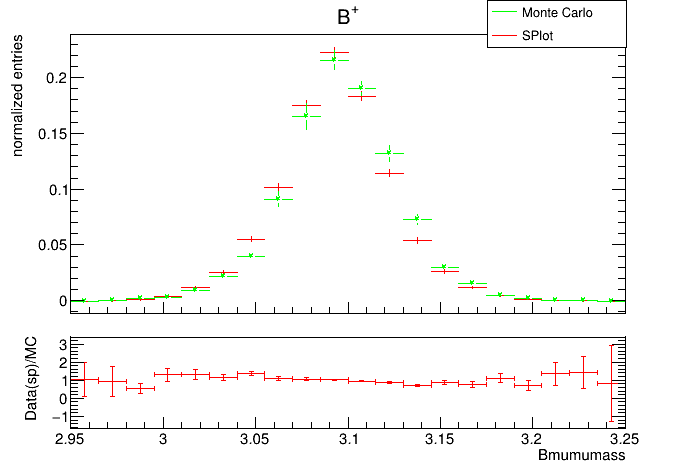 B+
Monte Carlo
SPlot
normalized entries
0.2
0.15
0.1
0.05
0
Data(sp)/MC
3
2
1
0
−1
2.95 3 3.05 3.1 3.15 3.2 3.25
Bmumumass